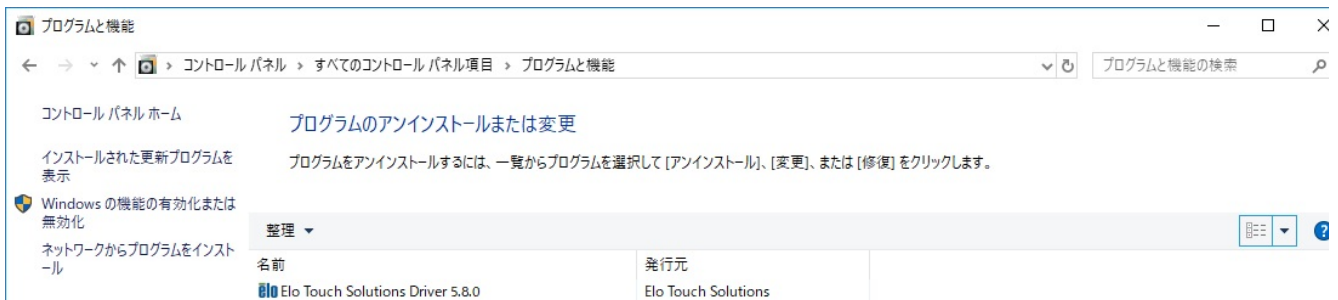 プログラムと機能
コントロール パネル › すべてのコントロール パネル項目 › プログラムと機能
プログラムと機能の検索
コントロール パネル ホーム
インストールされた更新プログラムを
表示
Windows の機能の有効化または
無効化
ネットワークからプログラムをインスト
ール
プログラムのアンインストールまたは変更
プログラムをアンインストールするには、一覧からプログラムを選択して [アンインストール]、[変更]、または [修復] をクリックします。
整理
名前
発行元
elo Elo Touch Solutions Driver 5.8.0
Elo Touch Solutions